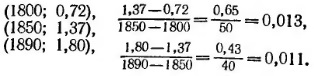 (1800; 0,72),
(1850; 1,37),
(1890; 1,80),
1,37—0,72 / 1850—1800 = 0,65 / 50 = 0,013,
1,80—1,37 / 1890—1850 = 0,43 / 40 = 0,011.